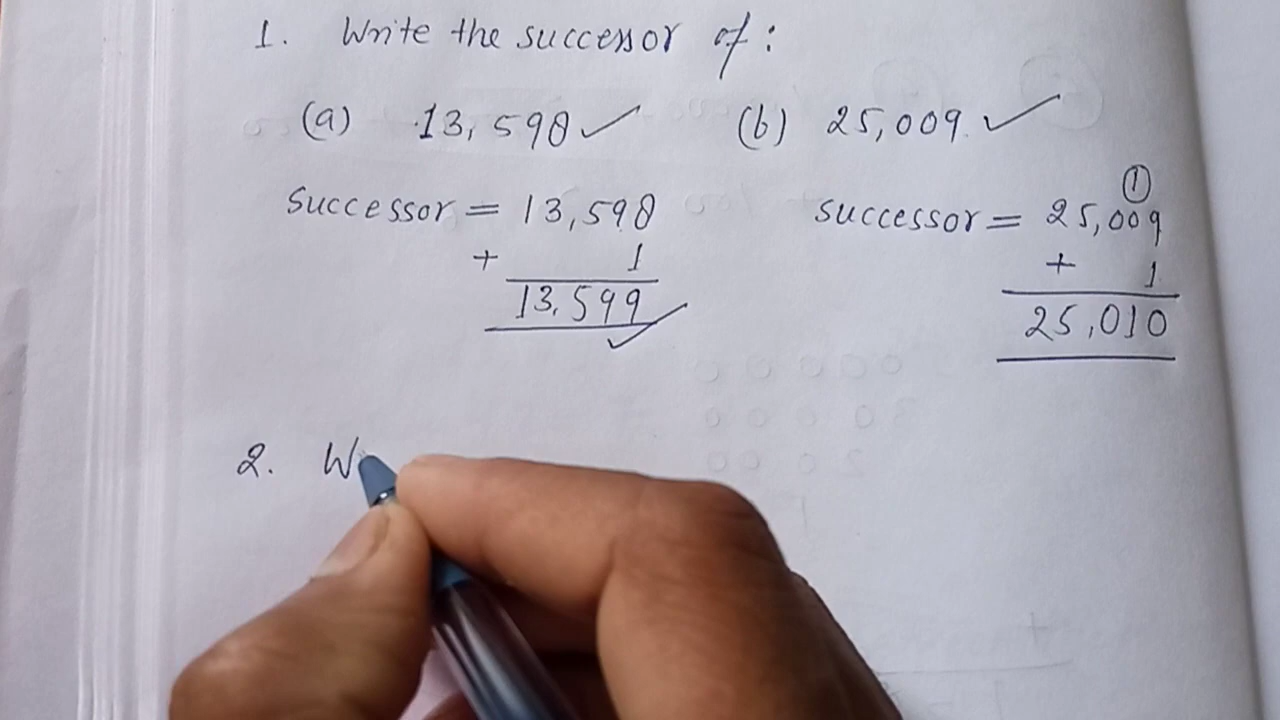 1. Write the successor of :
(a) 13,598 ✓ (b) 25,009 ✓
Successor = 13,598
+ 1
13,599 ✓
①
successor = 25,009
+ 1
25,010
2. W